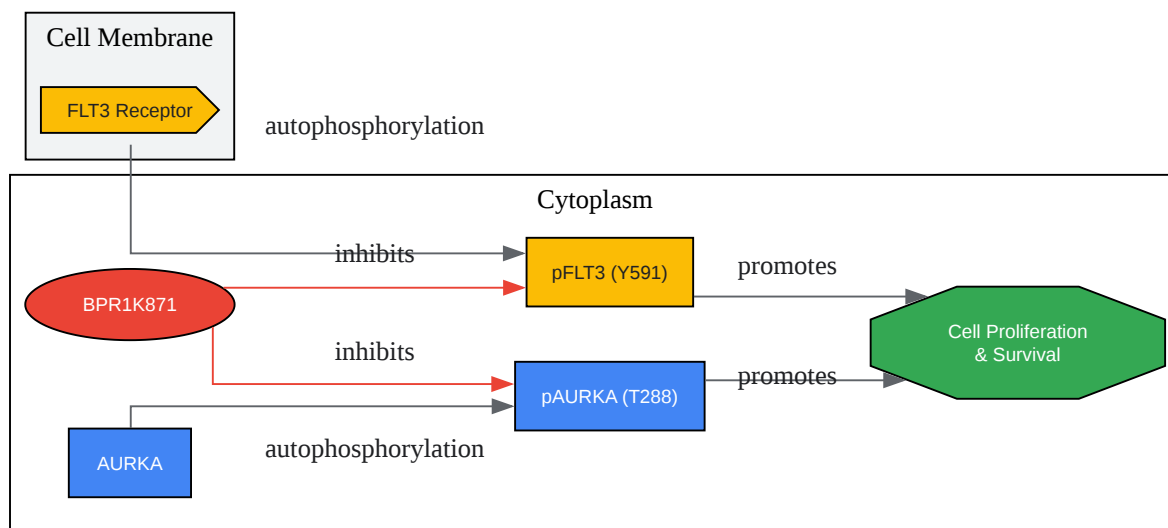 Cell Membrane
FLT3 Receptor
autophosphorylation
Cytoplasm
inhibits
pFLT3 (Y591)
promotes
BPR1K871
Cell Proliferation
& Survival
inhibits
pAURKA (T288)
promotes
autophosphorylation
AURKA